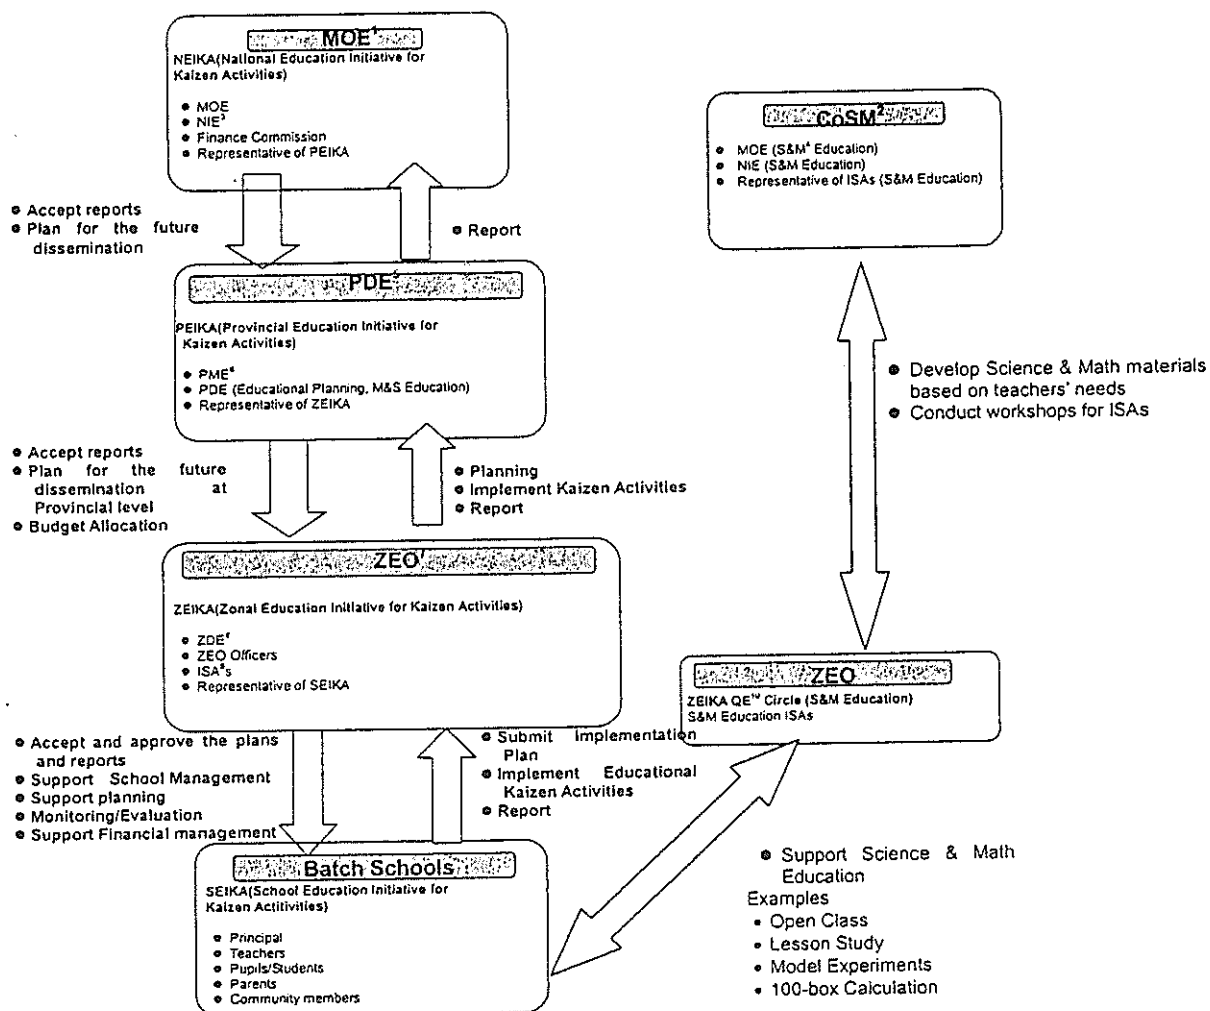 MOE¹
NEIKA(National Education Initiative for
Kaizen Activities)
● MOE
● NIE³
● Finance Commission
● Representative of PEIKA
● Accept reports
● Plan for the future
dissemination
● Report
PDE⁵
PEIKA(Provincial Education Initiative for
Kaizen Activities)
● PME⁶
● PDE (Educational Planning, M&S Education)
● Representative of ZEIKA
● Accept reports
● Plan for the future
dissemination at
Provincial level
● Budget Allocation
● Planning
● Implement Kaizen Activities
● Report
ZEO⁷
ZEIKA(Zonal Education Initiative for Kaizen Activities)
● ZDE⁸
● ZEO Officers
● ISA⁹s
● Representative of SEIKA
● Accept and approve the plans
and reports
● Support School Management
● Support planning
● Monitoring/Evaluation
● Support Financial management
● Submit Implementation
Plan
● Implement Educational
Kaizen Activities
● Report
Batch Schools
SEIKA(School Education Initiative for
Kaizen Actitivities)
● Principal
● Teachers
● Pupils/Students
● Parents
● Community members
CoSM²
● MOE (S&M⁴ Education)
● NIE (S&M Education)
● Representative of ISAs (S&M Education)
● Develop Science & Math materials
based on teachers' needs
● Conduct workshops for ISAs
ZEO
ZEIKA QE¹⁰ Circle (S&M Education)
S&M Education ISAs
● Support Science & Math
Education
Examples
• Open Class
• Lesson Study
• Model Experiments
• 100-box Calculation